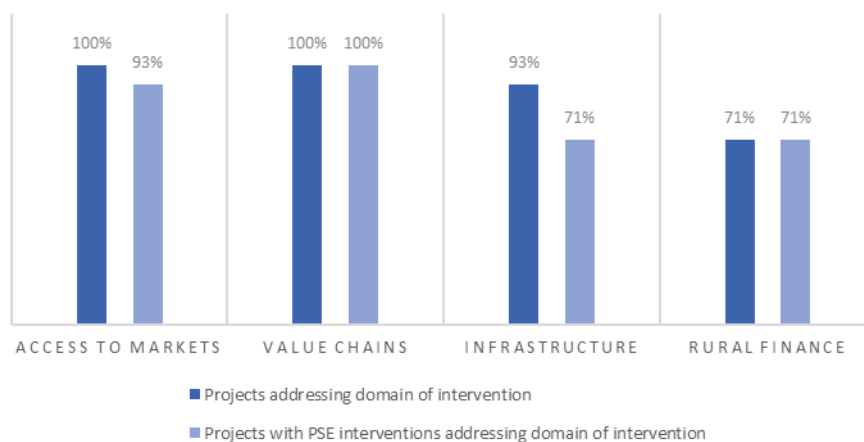 100%
93%
100%
100%
93%
71%
71%
71%
ACCESS TO MARKETS
VALUE CHAINS
INFRASTRUCTURE
RURAL FINANCE
Projects addressing domain of intervention
Projects with PSE interventions addressing domain of intervention